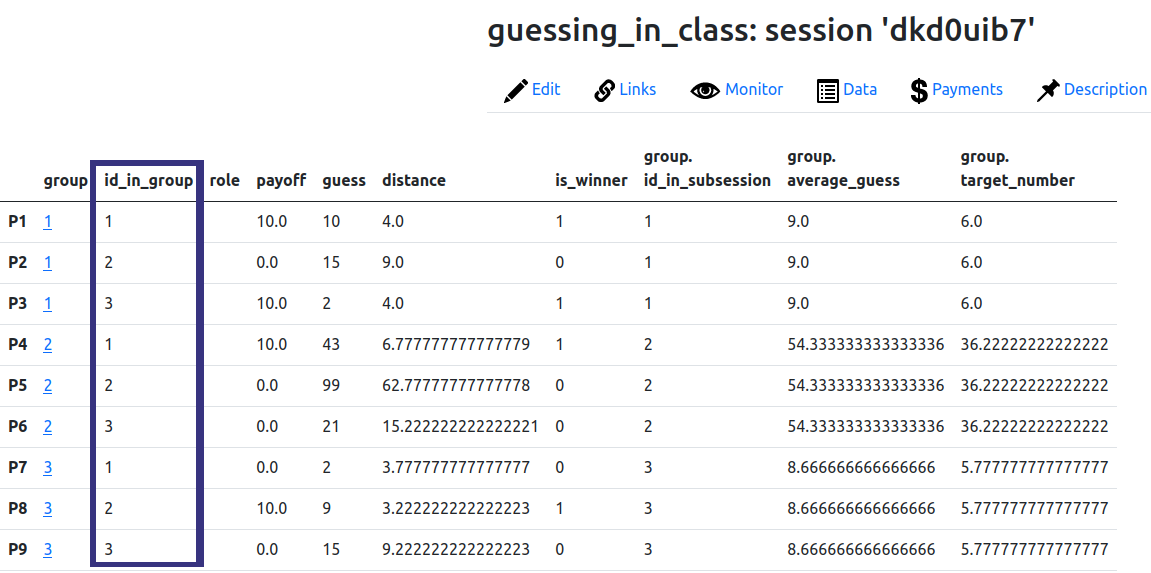 guessing_in_class: session 'dkd0uib7'
Edit Links Monitor Data Payments Description
group id_in_group role payoff guess distance is_winner group. id_in_subsession group. average_guess group. target_number
P1 1 1 10.0 10 4.0 1 1 9.0 6.0
P2 1 2 0.0 15 9.0 0 1 9.0 6.0
P3 1 3 10.0 2 4.0 1 1 9.0 6.0
P4 2 1 10.0 43 6.777777777777779 1 2 54.333333333333336 36.22222222222222
P5 2 2 0.0 99 62.77777777777778 0 2 54.333333333333336 36.22222222222222
P6 2 3 0.0 21 15.222222222222221 0 2 54.333333333333336 36.22222222222222
P7 3 1 0.0 2 3.777777777777777 0 3 8.666666666666666 5.777777777777777
P8 3 2 10.0 9 3.222222222222223 1 3 8.666666666666666 5.777777777777777
P9 3 3 0.0 15 9.222222222222223 0 3 8.666666666666666 5.777777777777777